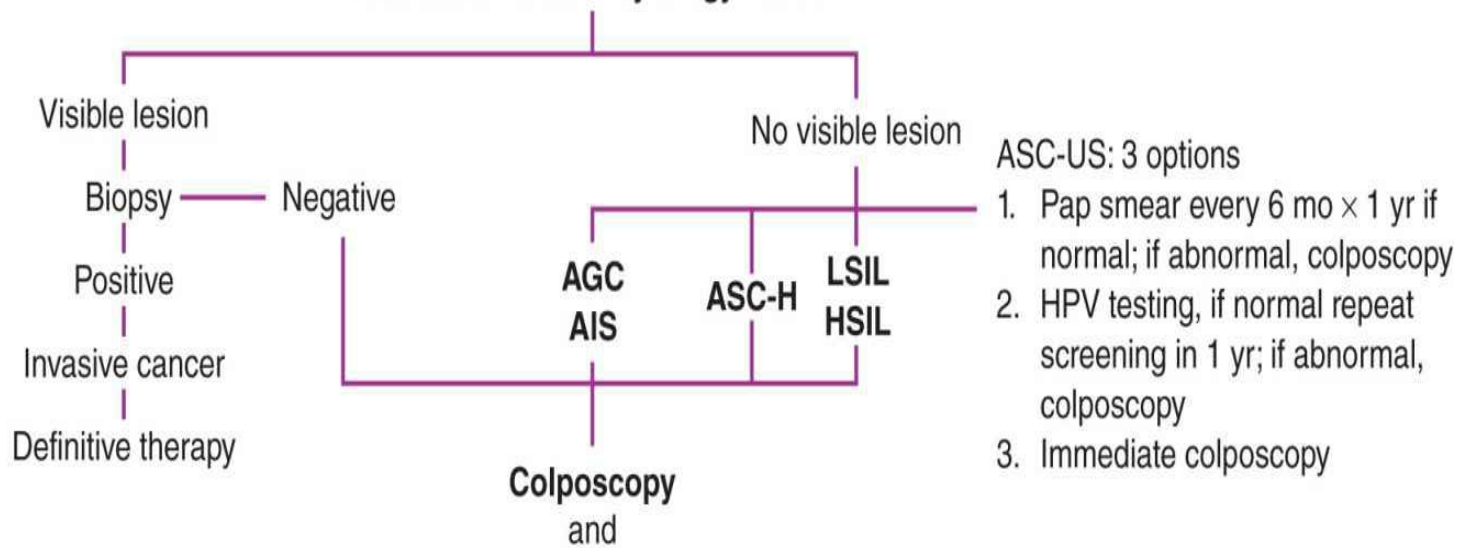 Visible lesion
No visible lesion
Biopsy
Negative
Positive
Invasive cancer
Definitive therapy
AGC
AIS
ASC-H
LSIL
HSIL
ASC-US: 3 options
1. Pap smear every 6 mo × 1 yr if
normal; if abnormal, colposcopy
2. HPV testing, if normal repeat
screening in 1 yr; if abnormal,
colposcopy
3. Immediate colposcopy
Colposcopy
and